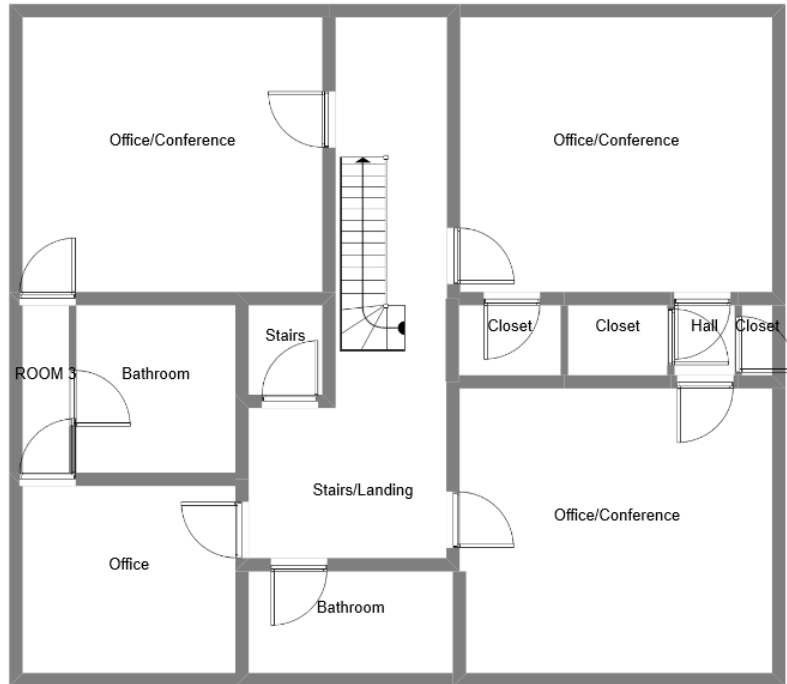 Office/Conference
Office/Conference
Stairs
Closet
Closet
Hall
Closet
ROOM 3
Bathroom
Stairs/Landing
Office/Conference
Office
Bathroom